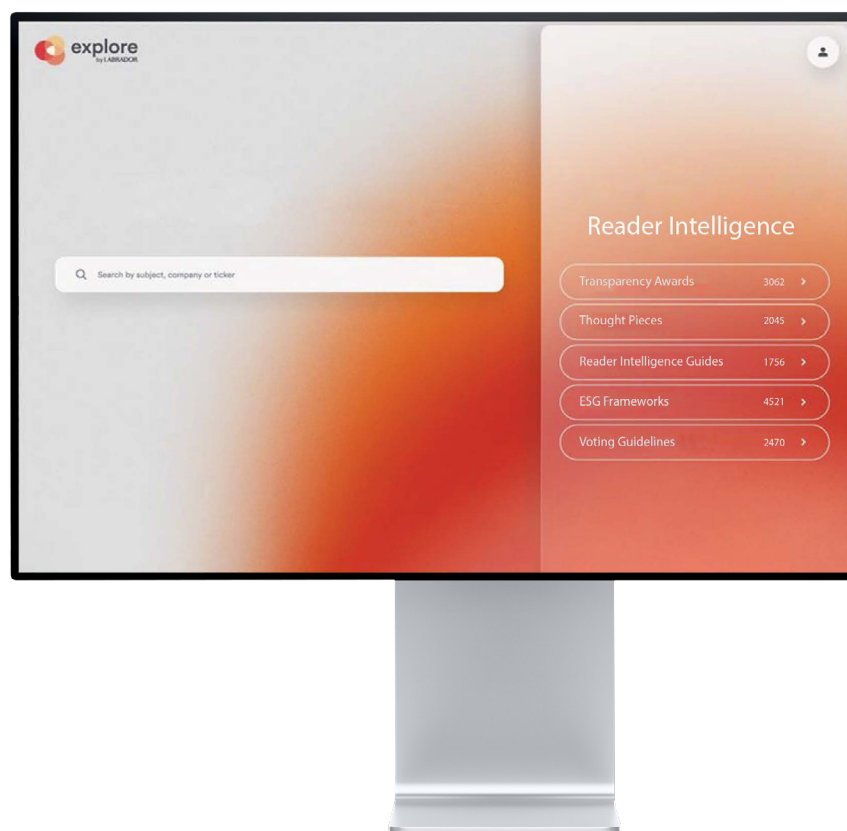 explore
by LABRADOR
Search by subject, company or ticker
Reader Intelligence
Transparency Awards 3062
Thought Pieces 2045
Reader Intelligence Guides 1756
ESG Frameworks 4521
Voting Guidelines 2470